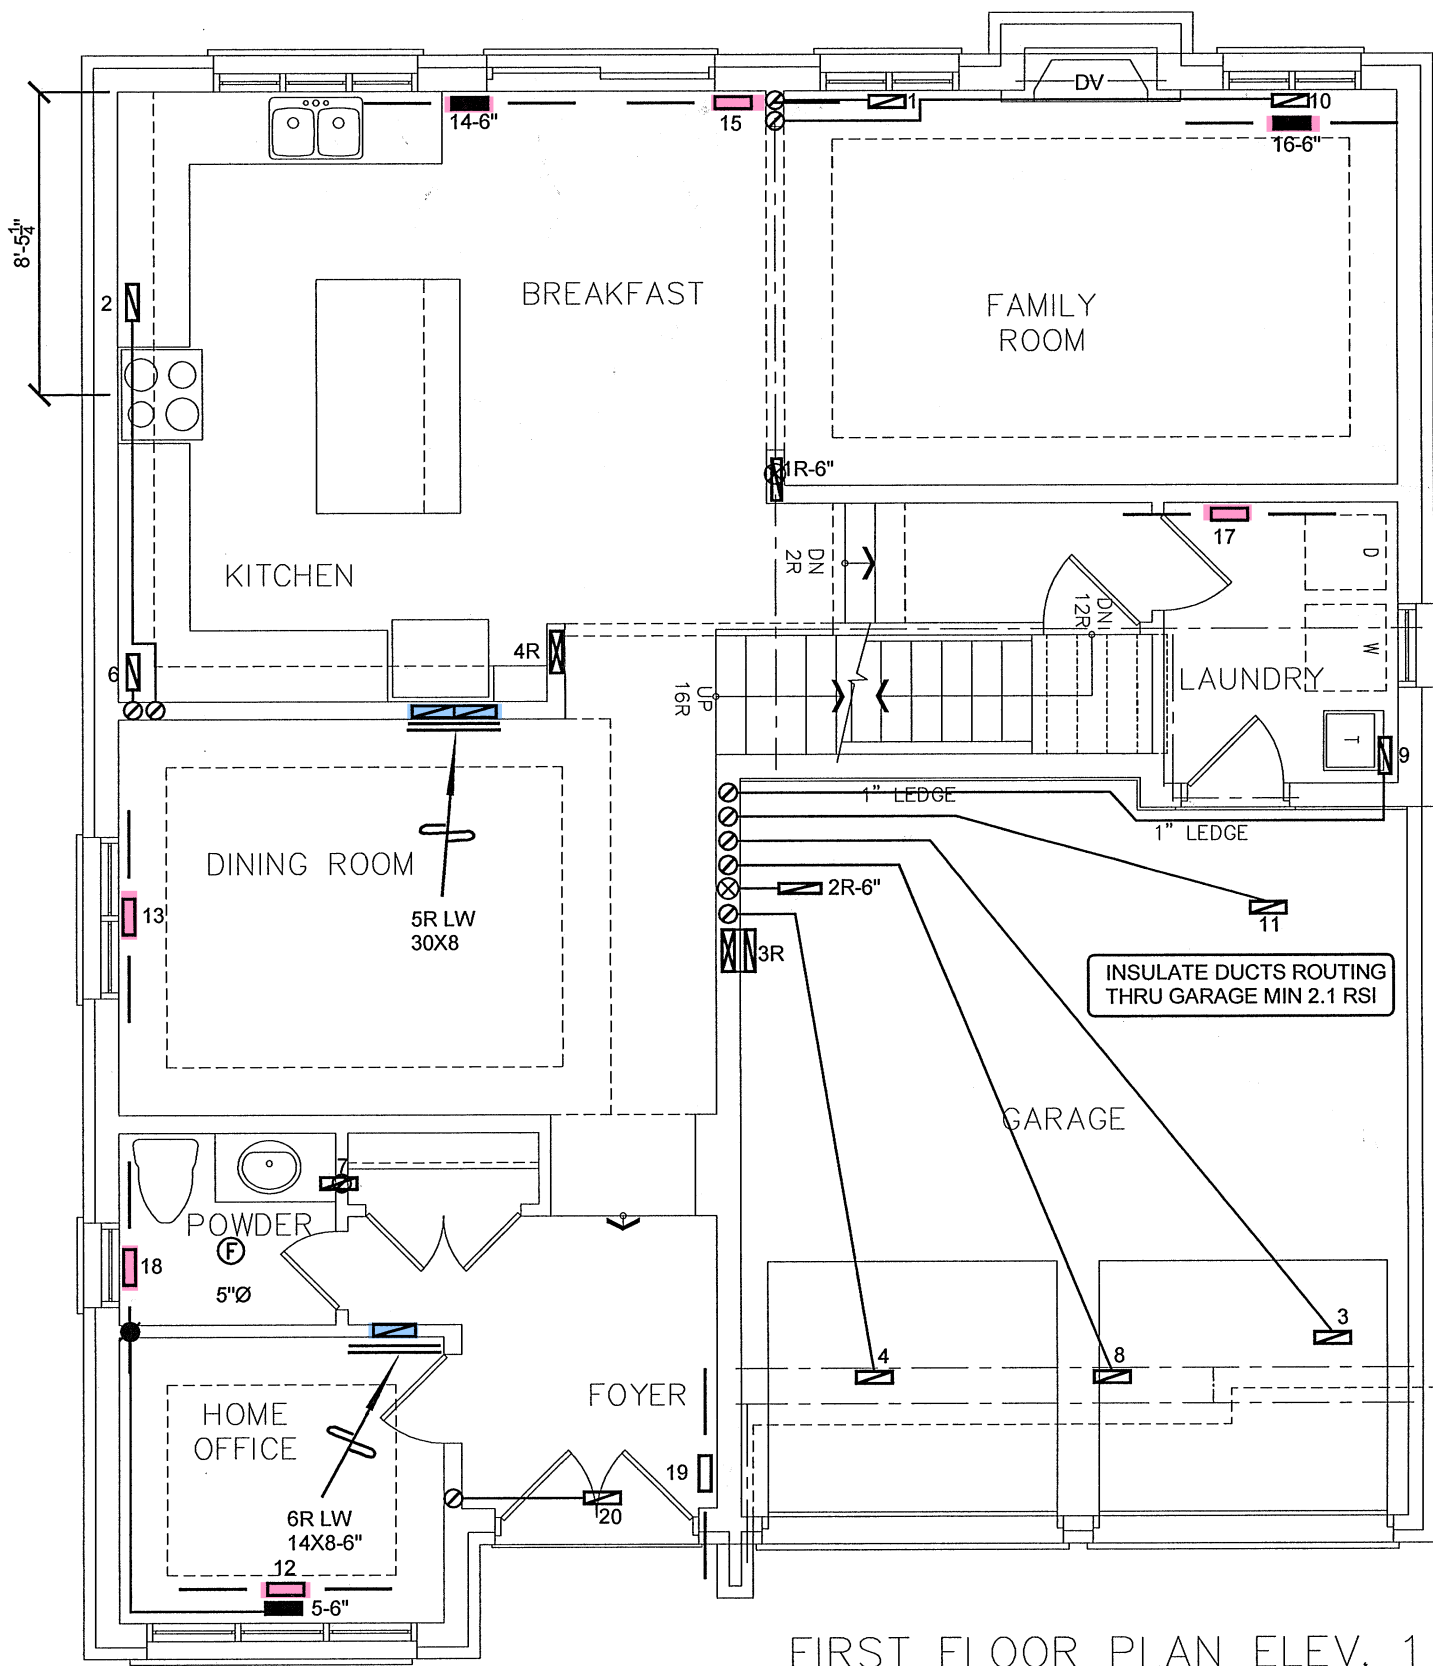 DV
1
10
14-6"
15
16-6"
8'-5¼"
2
BREAKFAST
FAMILY
ROOM
1R-6"
17
D
DN
2R
DN
12R
KITCHEN
4R
W
6
LAUNDRY
UP
16R
T
9
1" LEDGE
1" LEDGE
DINING ROOM
2R-6"
13
5R LW
30X8
11
3R
INSULATE DUCTS ROUTING
THRU GARAGE MIN 2.1 RSI
GARAGE
7
POWDER
F
18
5"Ø
3
4
8
FOYER
HOME
OFFICE
19
20
6R LW
14X8-6"
12
5-6"
FIRST FLOOR PLAN ELEV. 1